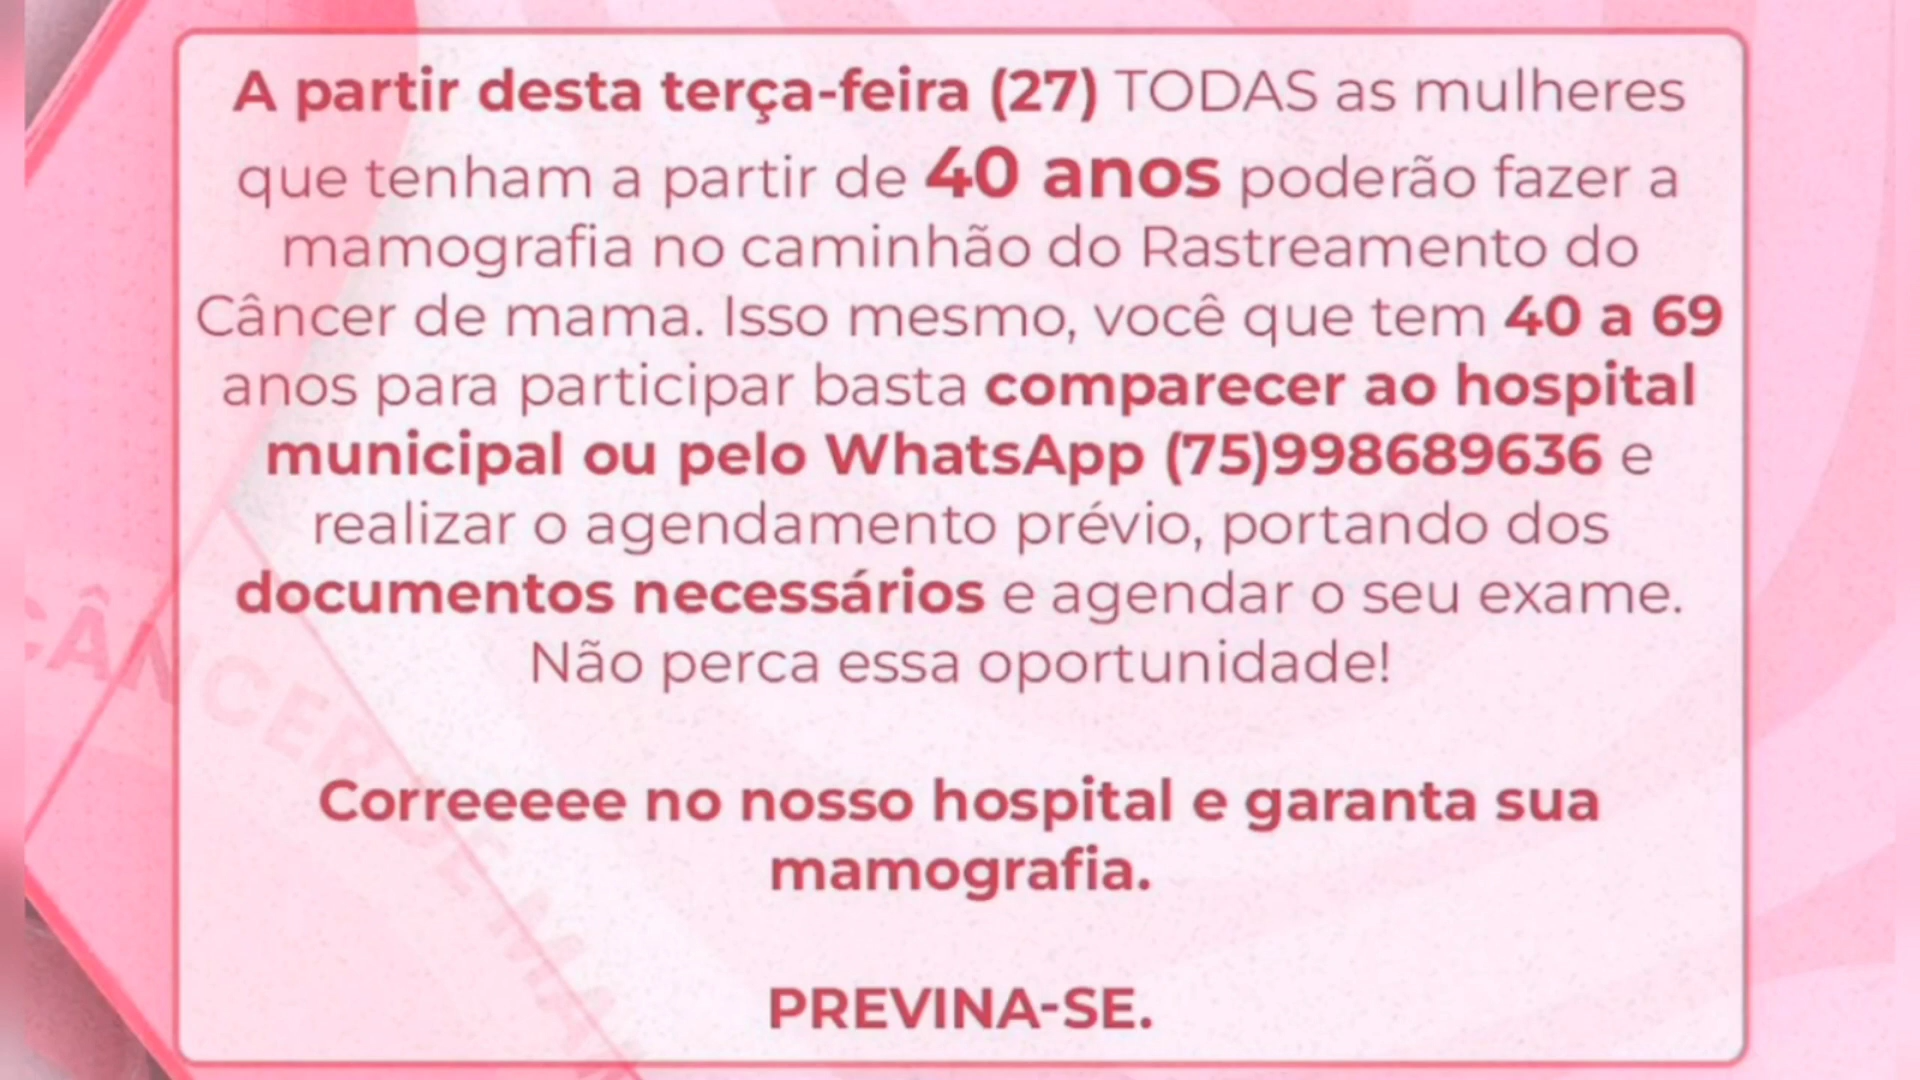 A partir desta terça-feira (27) TODAS as mulheres
que tenham a partir de 40 anos poderão fazer a
mamografia no caminhão do Rastreamento do
Câncer de mama. Isso mesmo, você que tem 40 a 69
anos para participar basta comparecer ao hospital
municipal ou pelo WhatsApp (75)998689636 e
realizar o agendamento prévio, portando dos
documentos necessários e agendar o seu exame.
Não perca essa oportunidade!
Correeeee no nosso hospital e garanta sua
mamografia.
PREVINA-SE.
CÂNCER DE MA